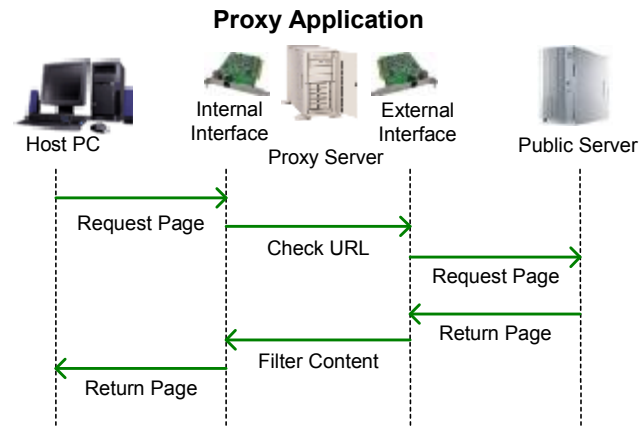 Proxy Application
Internal
Interface
External
Interface
Host PC
Proxy Server
Public Server
Request Page
Check URL
Request Page
Return Page
Filter Content
Return Page